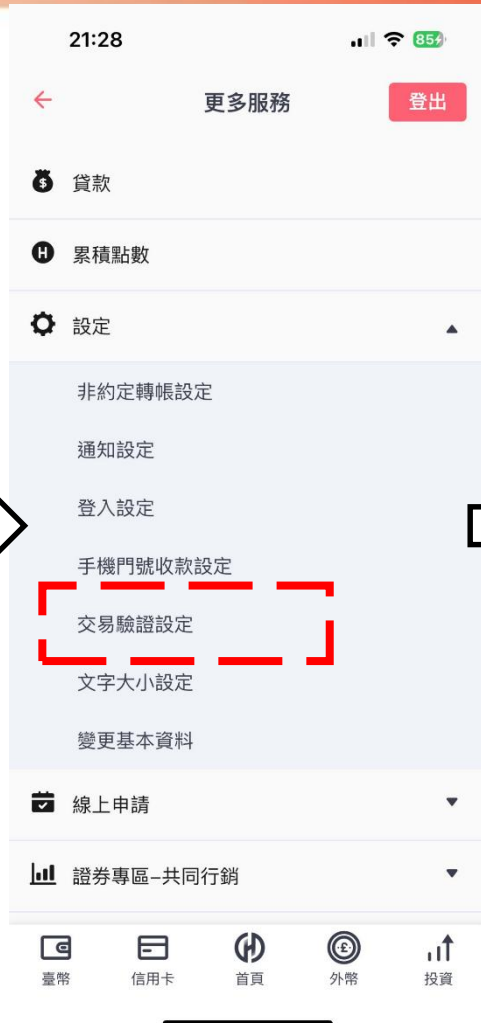 21:28
85
更多服務
登出
貸款
累積點數
設定
非約定轉帳設定
通知設定
登入設定
手機門號收款設定
交易驗證設定
文字大小設定
變更基本資料
線上申請
證券專區–共同行銷
臺幣
信用卡
首頁
外幣
投資